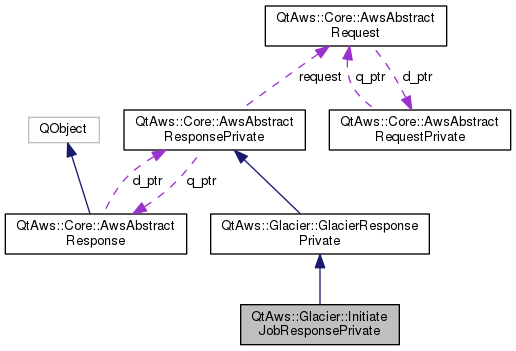 QtAws::Core::AwsAbstract
Request
request
q_ptr
d_ptr
QObject
QtAws::Core::AwsAbstract
ResponsePrivate
QtAws::Core::AwsAbstract
RequestPrivate
d_ptr
q_ptr
QtAws::Core::AwsAbstract
Response
QtAws::Glacier::GlacierResponse
Private
QtAws::Glacier::Initiate
JobResponsePrivate